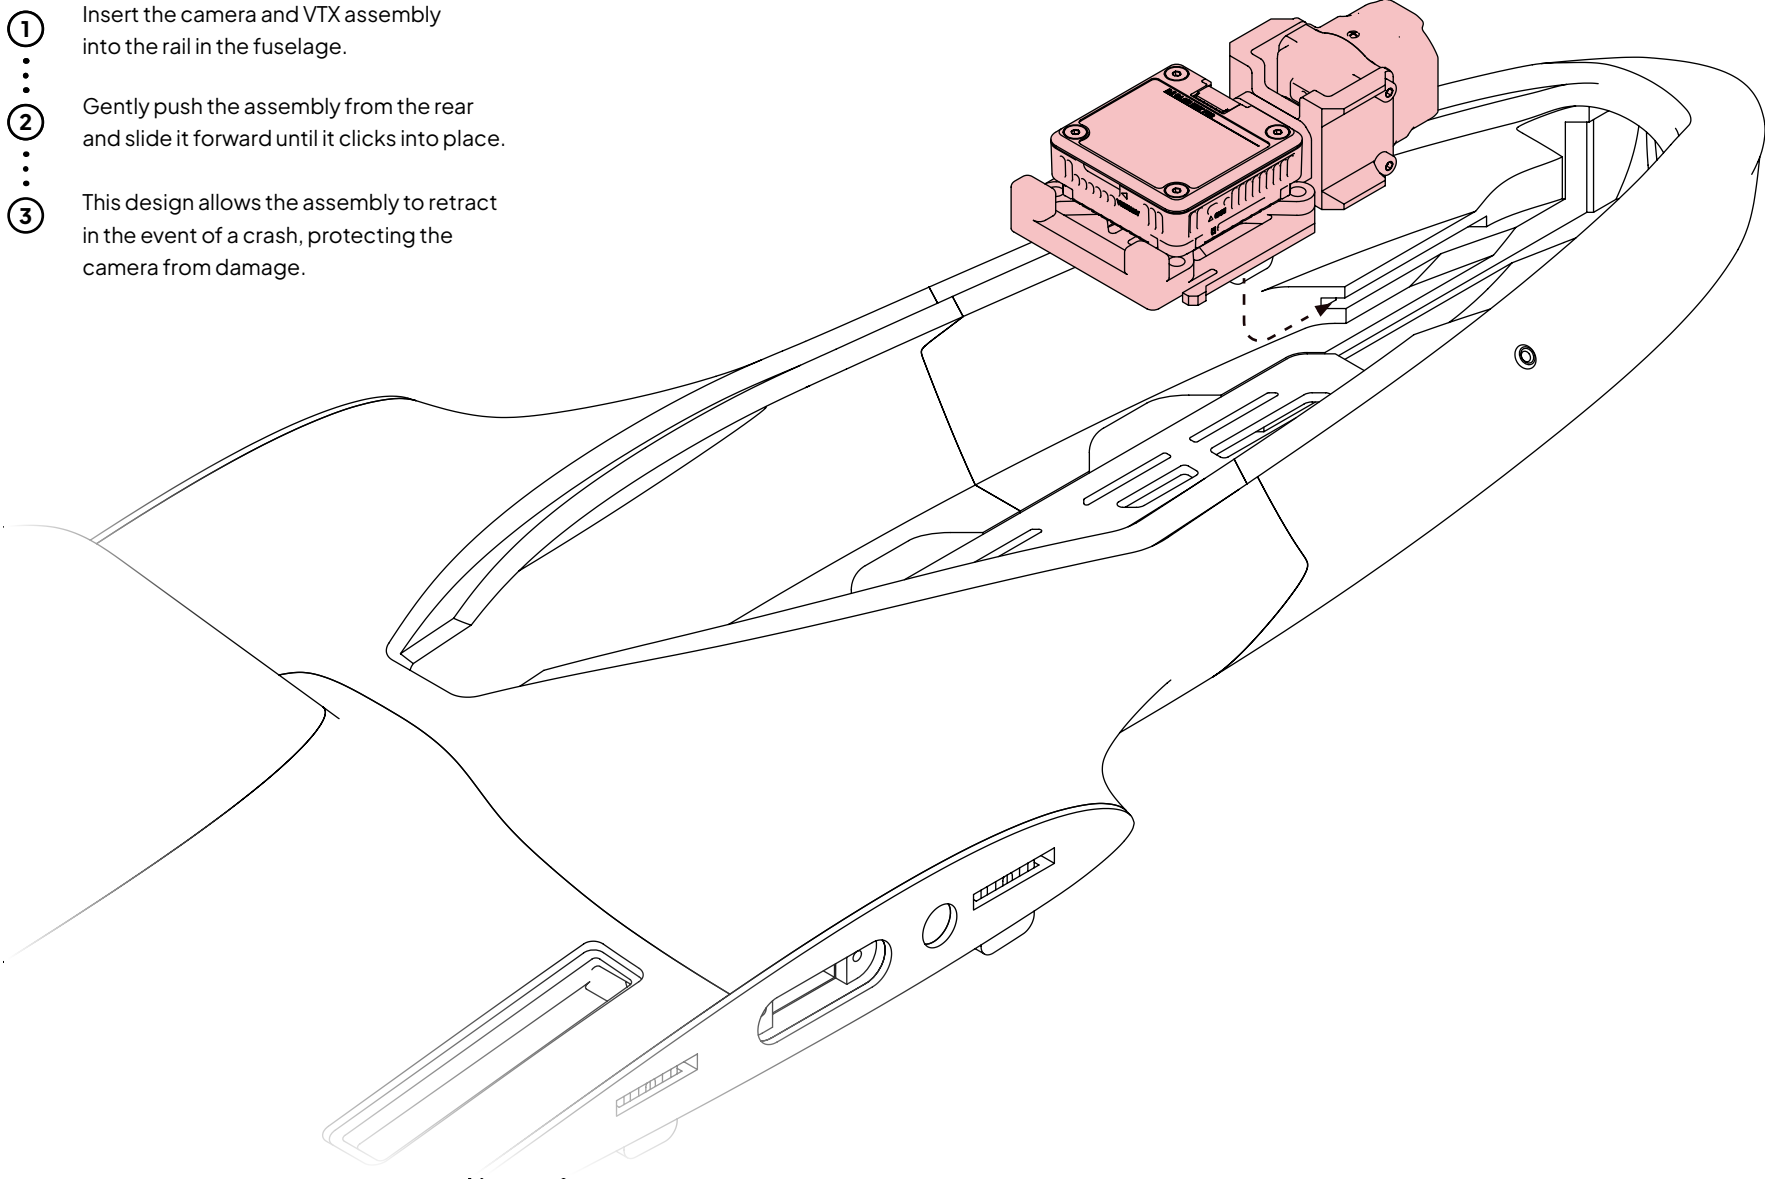 1
Insert the camera and VTX assembly
into the rail in the fuselage.
2
Gently push the assembly from the rear
and slide it forward until it clicks into place.
3
This design allows the assembly to retract
in the event of a crash, protecting the
camera from damage.